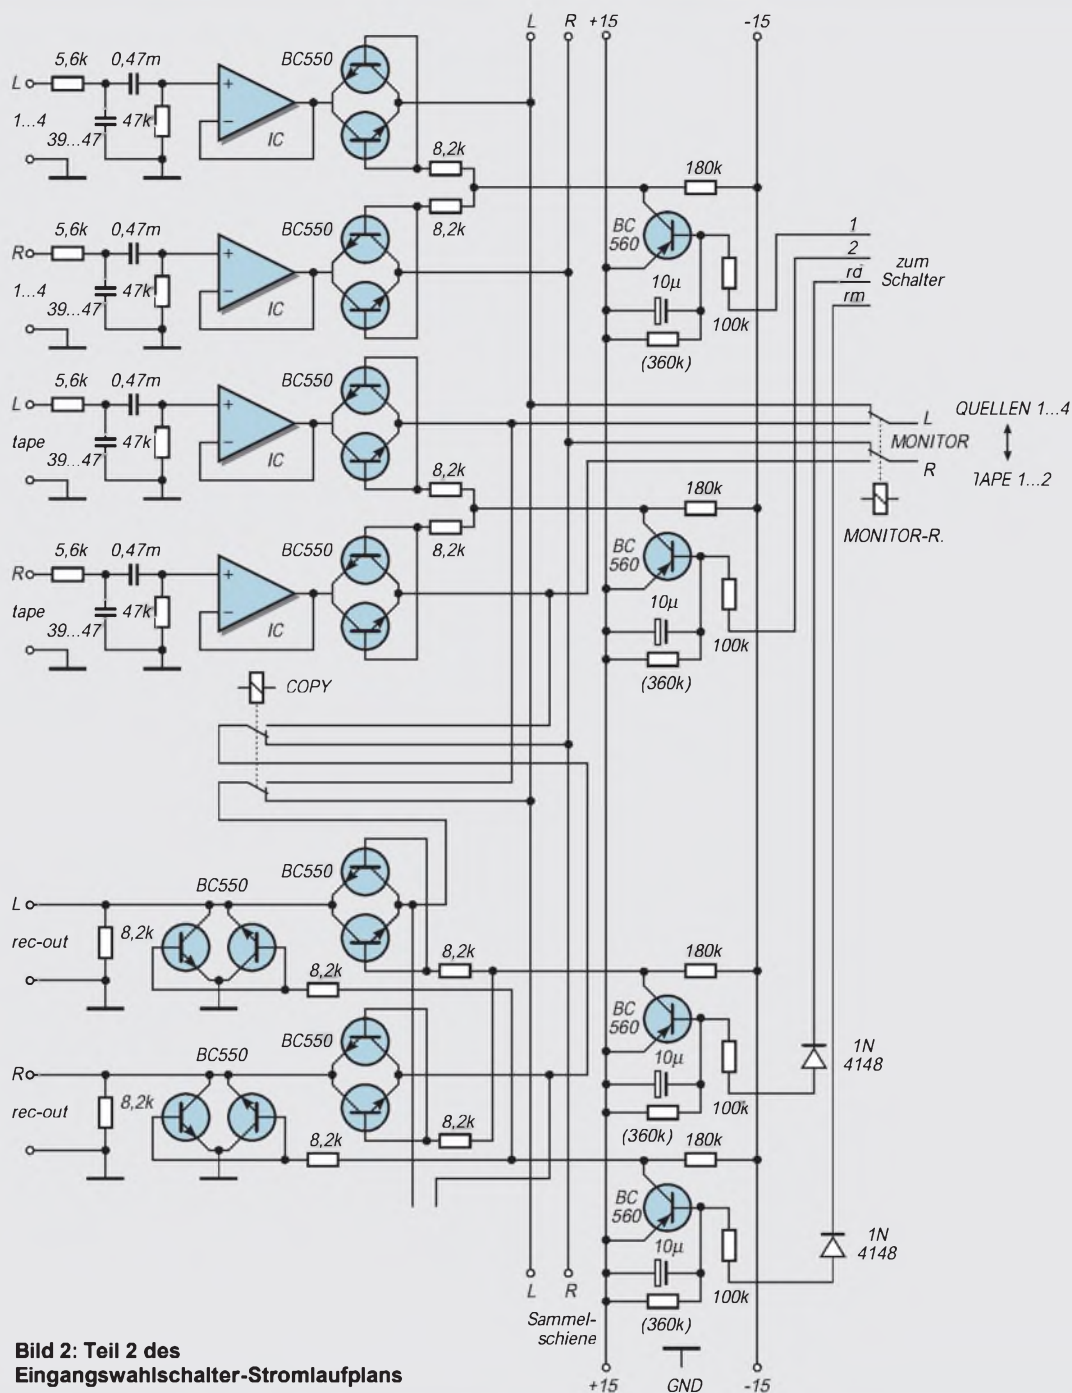 L R +15 -15
5,6k 0,47m BC550
L + 
1...4 39...47 47k − IC
8,2k
180k
5,6k 0,47m BC550
R +
1...4 39...47 47k − IC
8,2k
BC 560
10µ
100k
(360k)
1
2
rd
rm
zum
Schalter
5,6k 0,47m BC550
L +
tape 39...47 47k − IC
8,2k
180k
QUELLEN 1...4
L
MONITOR
R
TAPE 1...2
MONITOR-R.
5,6k 0,47m BC550
R +
tape 39...47 47k − IC
8,2k
BC 560
10µ
100k
(360k)
COPY
BC550
BC550
L
rec-out 8,2k
8,2k
8,2k
180k
BC 560
10µ
100k
(360k)
1N
4148
BC550
BC550
R
rec-out 8,2k
8,2k
8,2k
180k
BC 560
10µ
100k
(360k)
1N
4148
L R
Sammel-
schiene
+15 GND -15
Bild 2: Teil 2 des
Eingangswahlschalter-Stromlaufplans